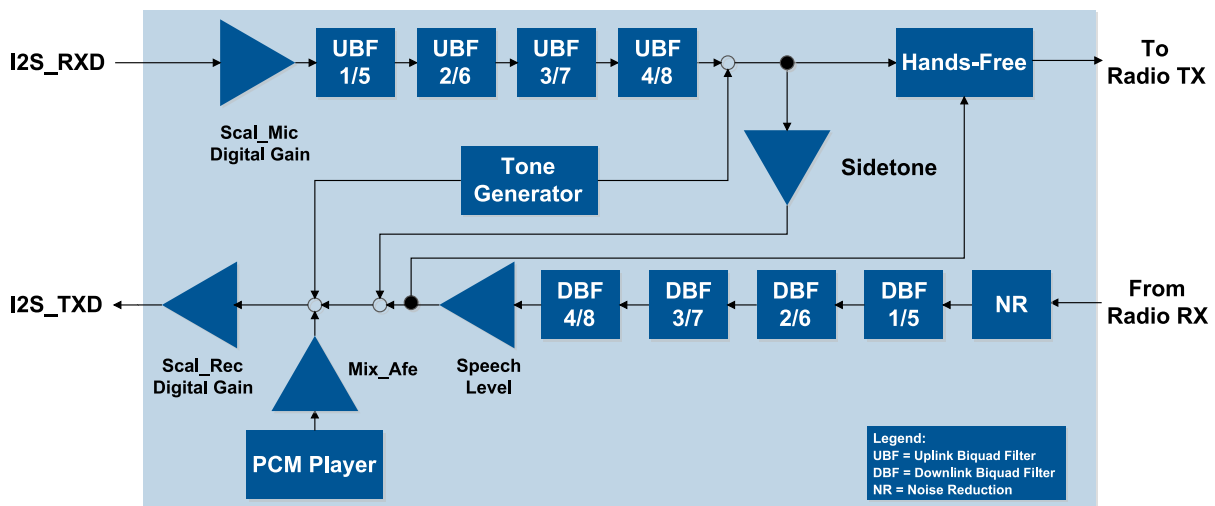 I2S_RXD
UBF
1/5
UBF
2/6
UBF
3/7
UBF
4/8
Hands-Free
To
Radio TX
Scal_Mic
Digital Gain
Tone
Generator
Sidetone
I2S_TXD
DBF
4/8
DBF
3/7
DBF
2/6
DBF
1/5
NR
From
Radio RX
Scal_Rec
Digital Gain
Mix_Afe
Speech
Level
PCM Player
Legend:
UBF = Uplink Biquad Filter
DBF = Downlink Biquad Filter
NR = Noise Reduction